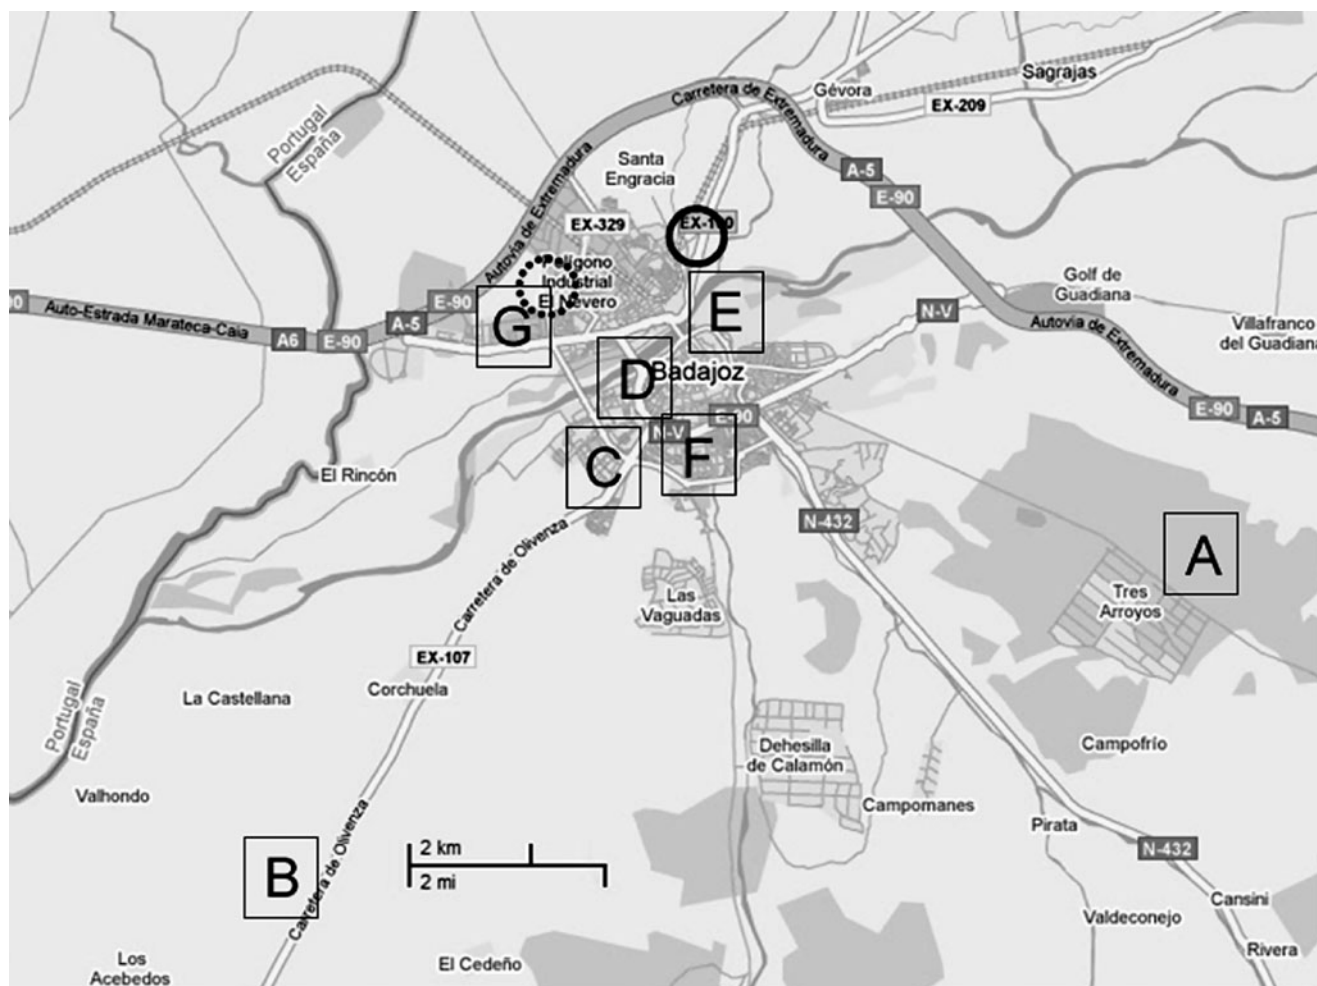 Sagrajas
Gévora
Carretera de Extremadura
EX-209
Portugal
España
Santa
Engracia
A-5
E-90
EX-329
EX-100
Autovía de Extremadura
Polígono
Industrial
El Nevero
E
Golf de
Guadiana
E-90
Auto-Estrada Marateca-Caia
A-5
G
N-V
Autovia de Extremadura
Villafranco
del Guadiana
A6
E-90
D
Badajoz
E-90
E-90
A-5
N-V
F
C
El Rincón
N-432
A
Carretera de Olivenza
Las
Vaguadas
Tres
Arroyos
EX-107
Corchuela
La Castellana
Portugal
España
Dehesilla
de Calamón
Campofrío
Valhondo
Campomanes
Pirata
Carretera de Olivenza
2 km
2 mi
N-432
B
Cansini
Valdeconejo
Rivera
Los
Acebedos
El Cedeño